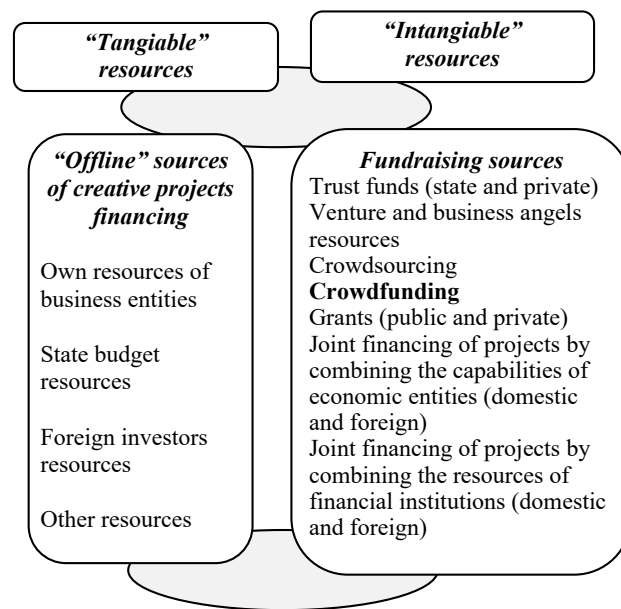 “Tangiable”
resources
“Intangiable”
resources
“Offline” sources
of creative projects
financing
Own resources of
business entities
State budget
resources
Foreign investors
resources
Other resources
Fundraising sources
Trust funds (state and private)
Venture and business angels
resources
Crowdsourcing
Crowdfunding
Grants (public and private)
Joint financing of projects by
combining the capabilities of
economic entities (domestic
and foreign)
Joint financing of projects by
combining the resources of
financial institutions (domestic
and foreign)